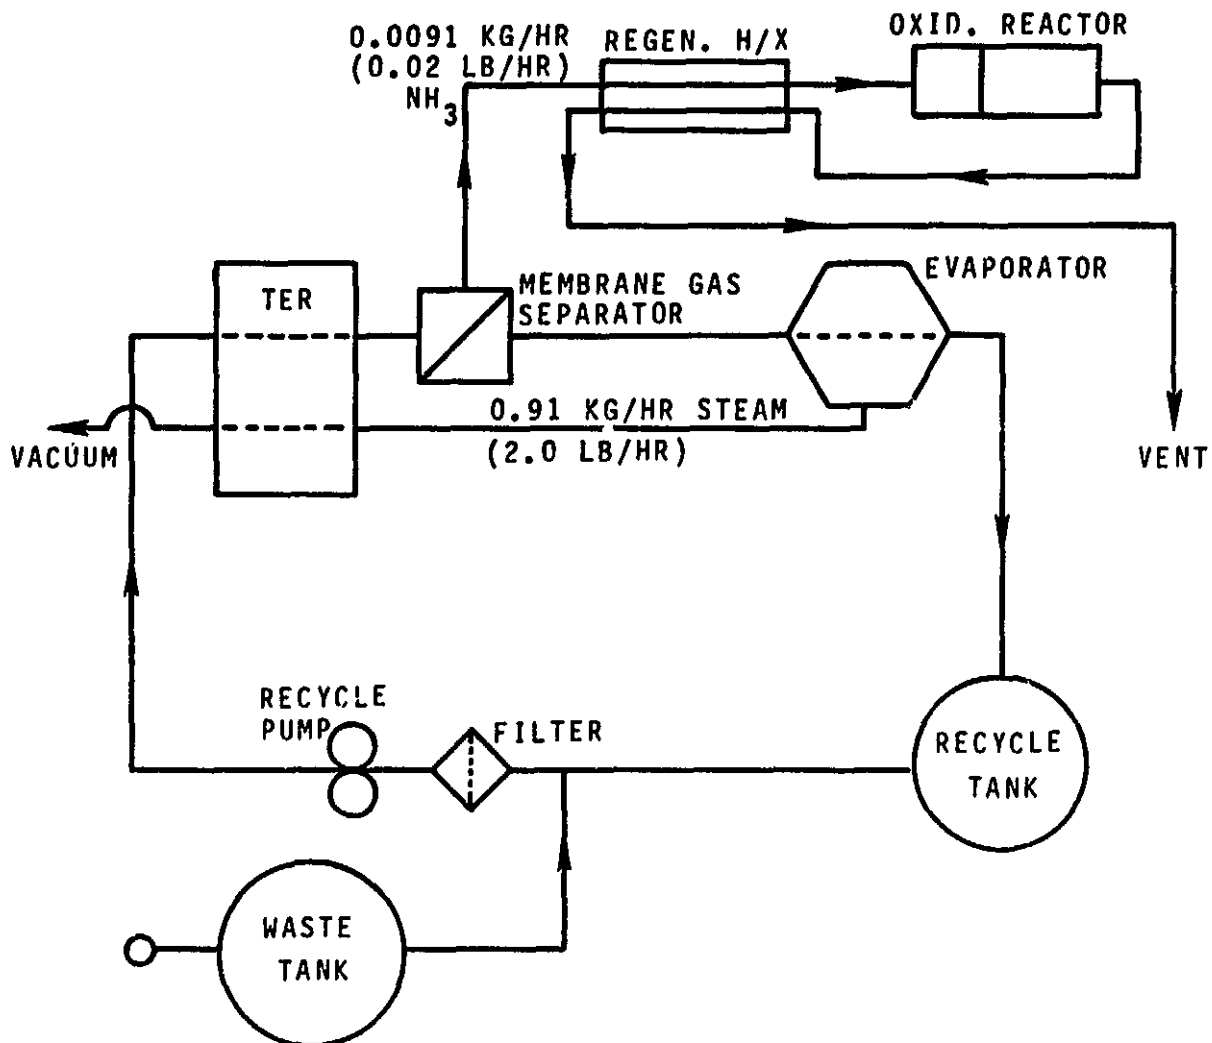 OXID. REACTOR
0.0091 KG/HR
(0.02 LB/HR)
NH3
REGEN. H/X
TER
MEMBRANE GAS
SEPARATOR
EVAPORATOR
0.91 KG/HR STEAM
(2.0 LB/HR)
VACUUM
VENT
RECYCLE
PUMP
FILTER
RECYCLE
TANK
WASTE
TANK